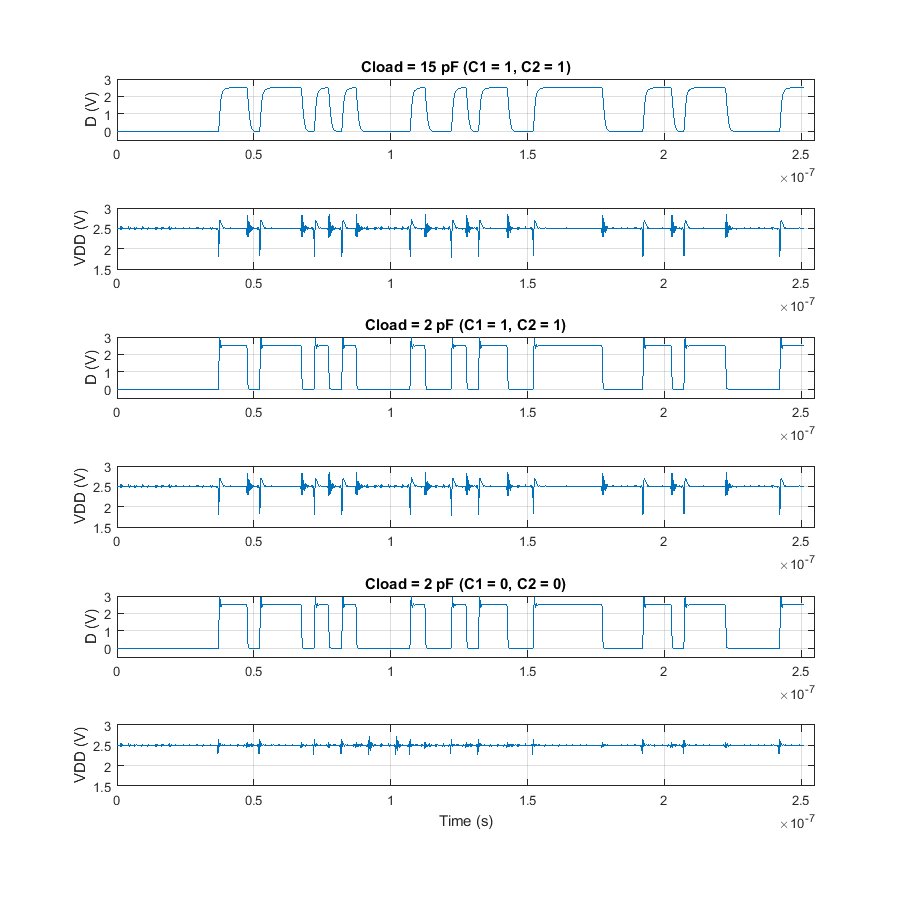 Cload = 15 pF (C1 = 1, C2 = 1)
3
2
1
0
D (V)
0 0.5 1 1.5 2 2.5
×10-7
3
2.5
2
1.5
VDD (V)
0 0.5 1 1.5 2 2.5
×10-7
Cload = 2 pF (C1 = 1, C2 = 1)
3
2
1
0
D (V)
0 0.5 1 1.5 2 2.5
×10-7
3
2.5
2
1.5
VDD (V)
0 0.5 1 1.5 2 2.5
×10-7
Cload = 2 pF (C1 = 0, C2 = 0)
3
2
1
0
D (V)
0 0.5 1 1.5 2 2.5
×10-7
3
2.5
2
1.5
VDD (V)
0 0.5 1 1.5 2 2.5
Time (s)
×10-7